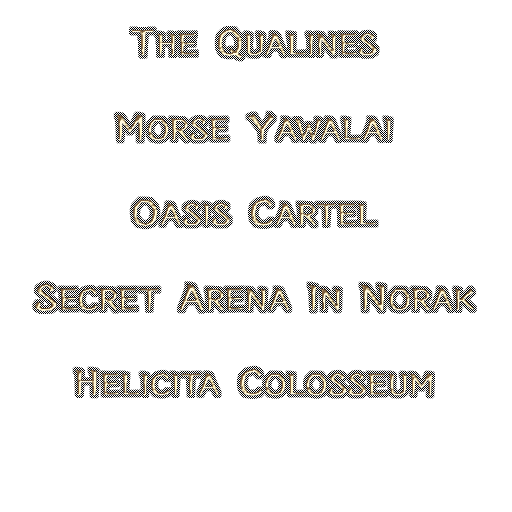 The Qualines
Morse Yawalai
Oasis Cartel
Secret Arena In Norak
Helicita Colosseum